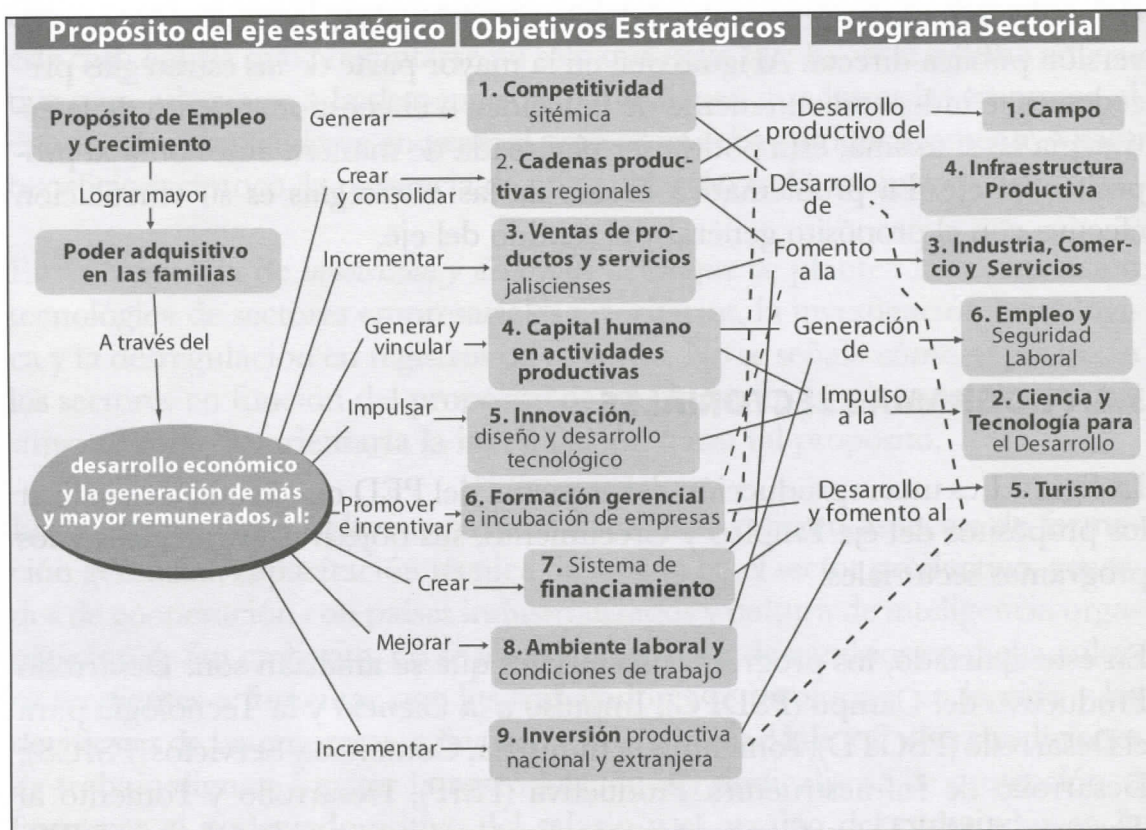 Propósito del eje estratégico
Propósito de Empleo
y Crecimiento
Logran mayor
Poder adquisitivo
en las familias
A través del
desarrollo económico
y la generación de más
y mayor remunerados, al:
Objetivos Estratégicos
Generar
1. Competitividad
sitémica
Crear
y consolidar
2. Cadenas produc-
tivas regionales
Incrementar
3. Ventas de pro-
ductos y servicios
jaliscienses
Generar y
vincular
4. Capital humano
en actividades
productivas
Impulsar
5. Innovación,
diseño y desarrollo
tecnológico
Promover
e incentivar
6. Formación gerencial
e incubación de empresas
Crear
7. Sistema de
financiamiento
Mejorar
8. Ambiente laboral y
condiciones de trabajo
Incrementar
9. Inversión productiva
nacional y extranjera
Programa Sectorial
Desarrollo
productivo del
1. Campo
Desarrollo
de
4. Infraestructura
Productiva
Fomento
a la
3. Industria, Comer-
cio y Servicios
Generación
de
6. Empleo y
Seguridad
Laboral
Impulso
a la
2. Ciencia y
Tecnología para
el Desarrollo
Desarrollo
y fomento al
5. Turismo